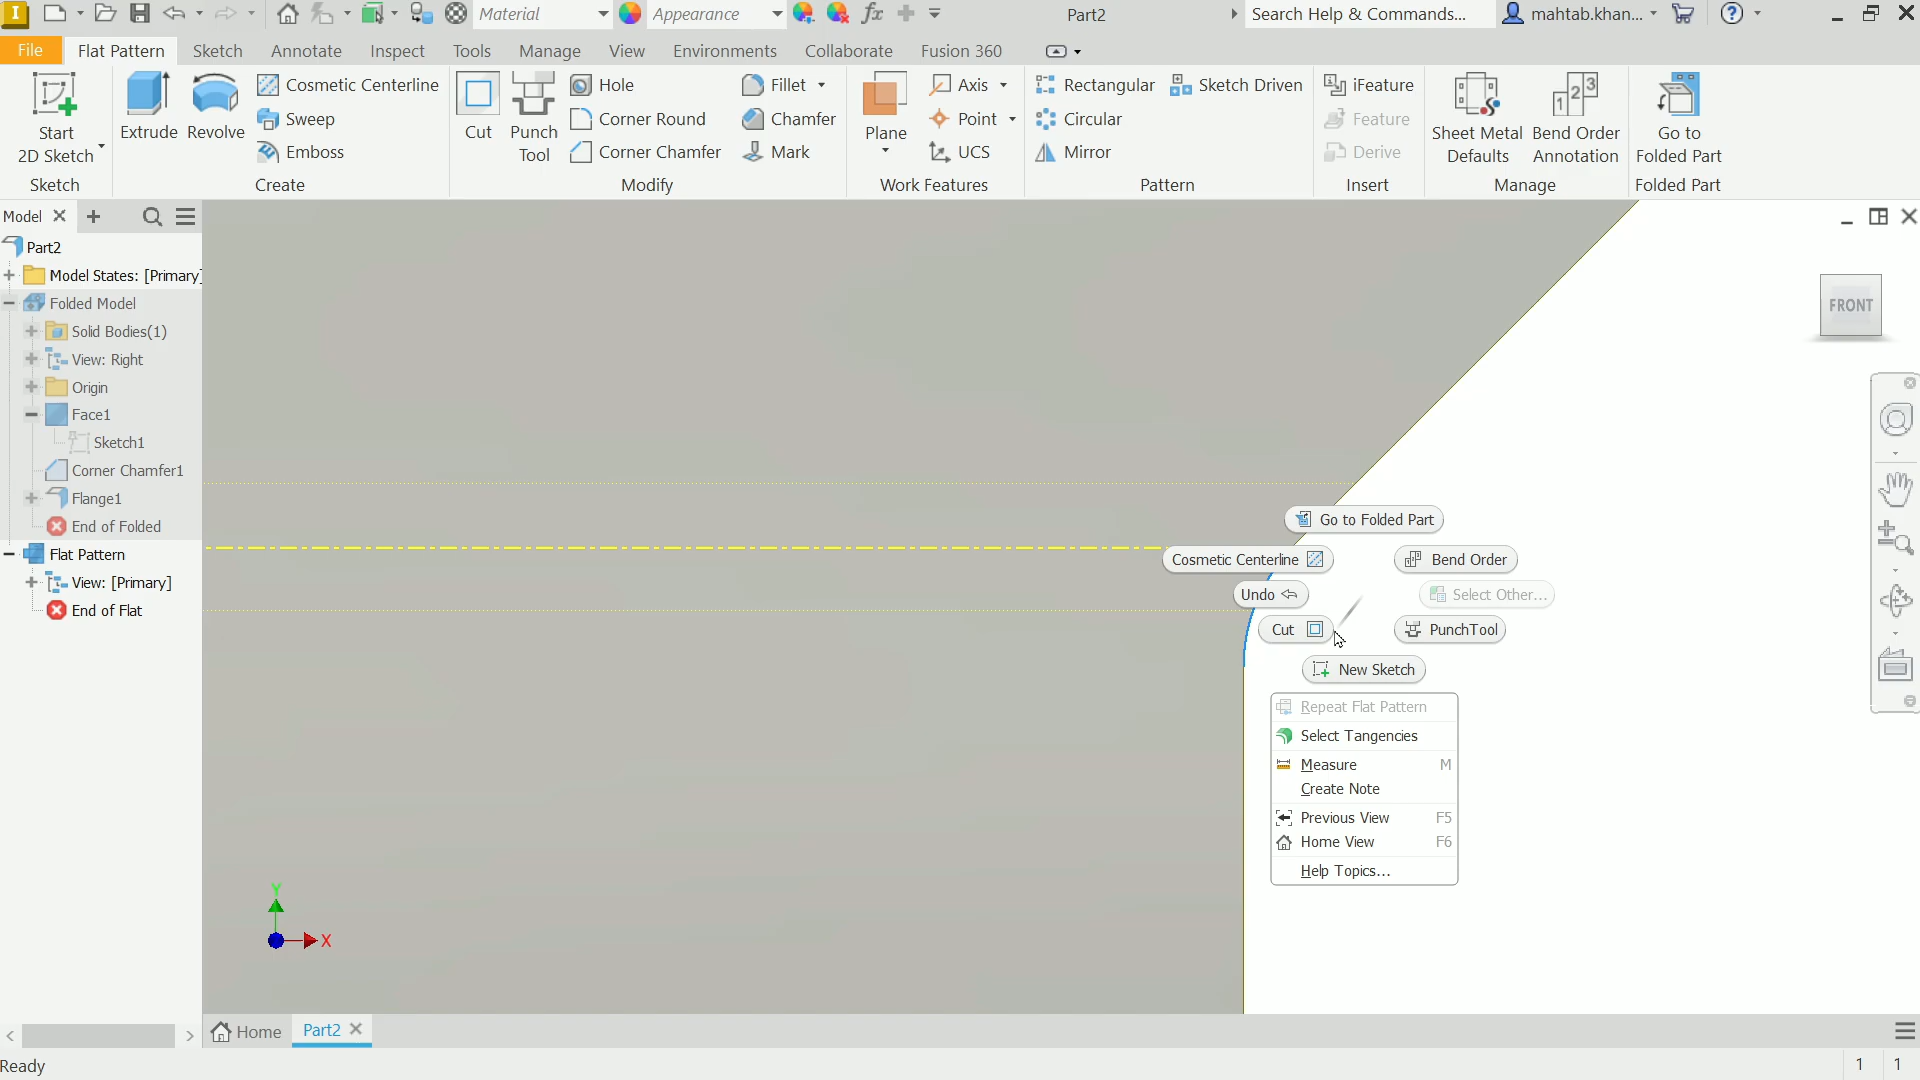 Material
Appearance
fx
Part2
Search Help & Commands...
mahtab.khan...
File
Flat Pattern
Sketch
Annotate
Inspect
Tools
Manage
View
Environments
Collaborate
Fusion 360
Start
2D Sketch
Sketch
Extrude
Revolve
Cosmetic Centerline
Sweep
Emboss
Create
Cut
Punch
Tool
Hole
Corner Round
Corner Chamfer
Fillet
Chamfer
Mark
Modify
Plane
Axis
Point
UCS
Work Features
Rectangular
Sketch Driven
Circular
Mirror
Pattern
iFeature
Feature
Derive
Insert
Sheet Metal
Defaults
Bend Order
Annotation
Manage
Go to
Folded Part
Folded Part
Model
Part2
Model States: [Primary]
Folded Model
Solid Bodies(1)
View: Right
Origin
Face1
Sketch1
Corner Chamfer1
Flange1
End of Folded
Flat Pattern
View: [Primary]
End of Flat
FRONT
Go to Folded Part
Cosmetic Centerline
Bend Order
Undo
Select Other...
Cut
PunchTool
New Sketch
Repeat Flat Pattern
Select Tangencies
Measure M
Create Note
Previous View F5
Home View F6
Help Topics...
Y
X
Home
Part2
Ready
1 1